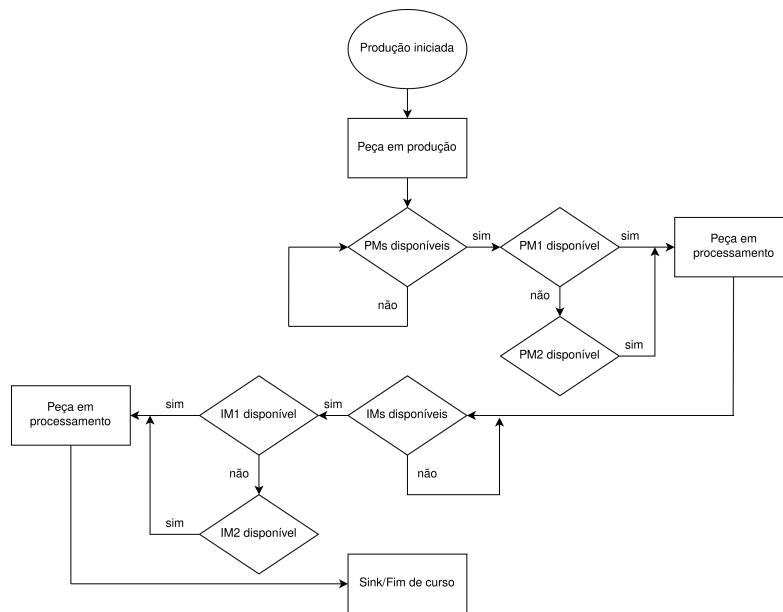 Produção iniciada
Peça em produção
PMs disponíveis
sim
PM1 disponível
sim
Peça em
processamento
não
não
PM2 disponível
sim
Peça em
processamento
sim
IM1 disponível
sim
IMs disponíveis
não
não
sim
IM2 disponível
Sink/Fim de curso